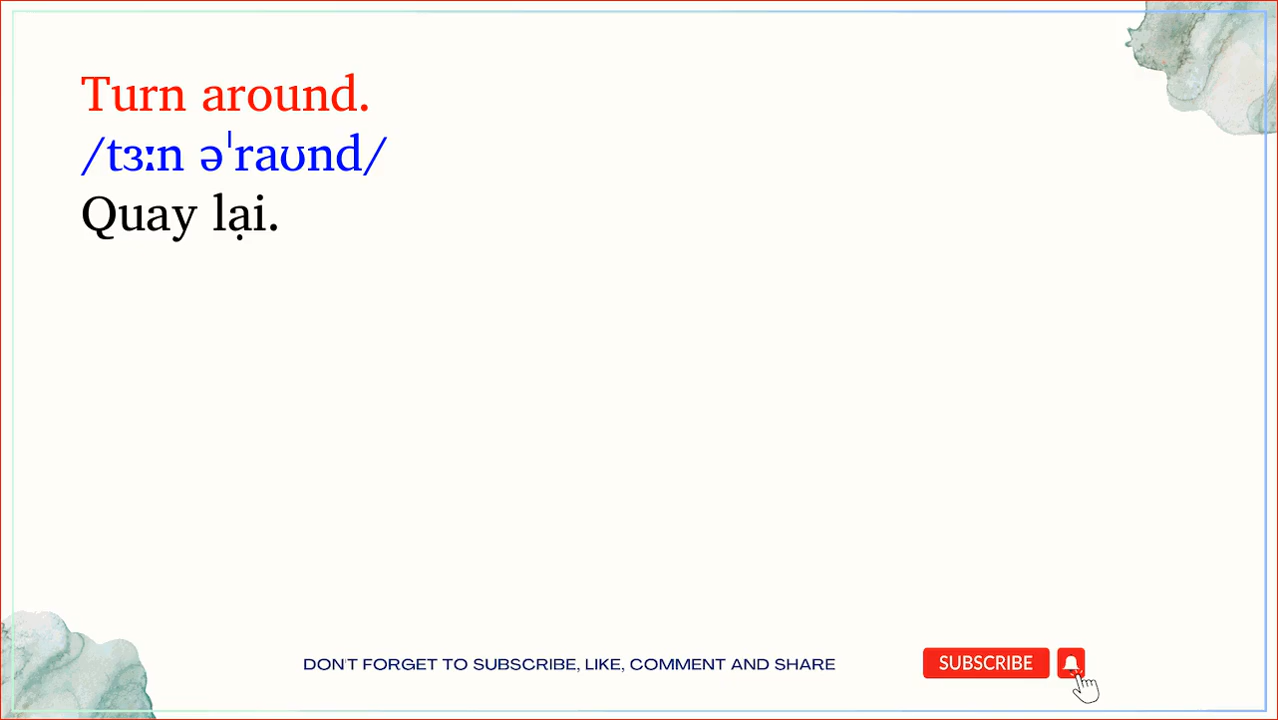 Turn around.
/tɜːn əˈraʊnd/
Quay lại.
DON'T FORGET TO SUBSCRIBE, LIKE, COMMENT AND SHARE
SUBSCRIBE